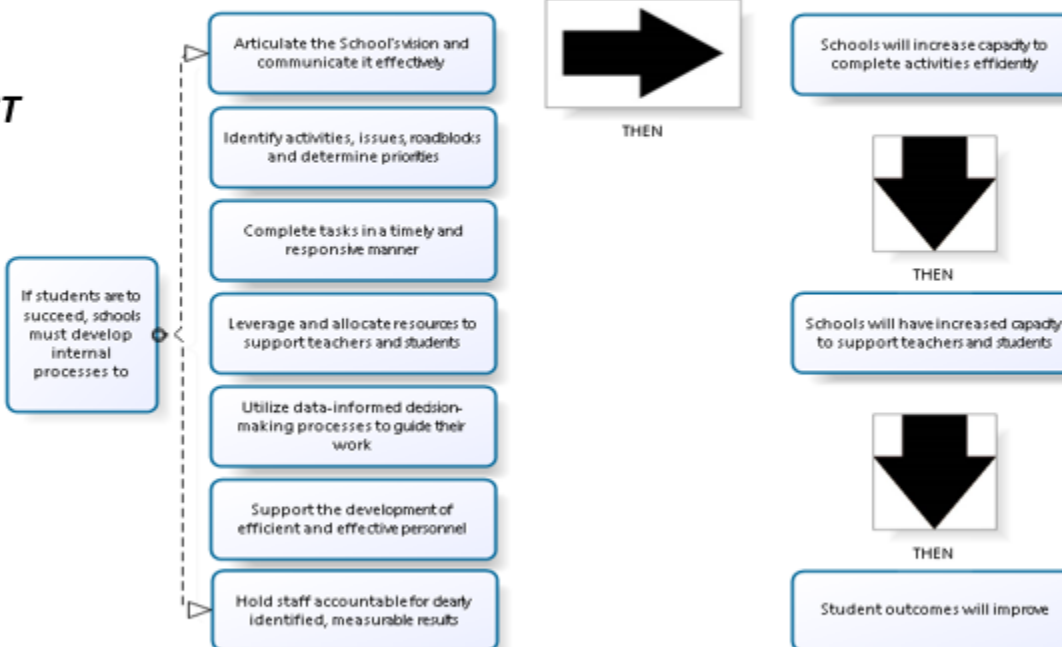 T
If students are to
succeed, schools
must develop
internal
processes to
Articulate the School's vision and
communicate it effectively
Identify activities, issues, roadblocks
and determine priorities
Complete tasks in a timely and
responsive manner
Leverage and allocate resources to
support teachers and students
Utilize data-informed decision-
making processes to guide their
work
Support the development of
efficient and effective personnel
Hold staff accountable for clearly
identified, measurable results
THEN
Schools will increase capacity to
complete activities efficiently
THEN
Schools will have increased capacity
to support teachers and students
THEN
Student outcomes will improve